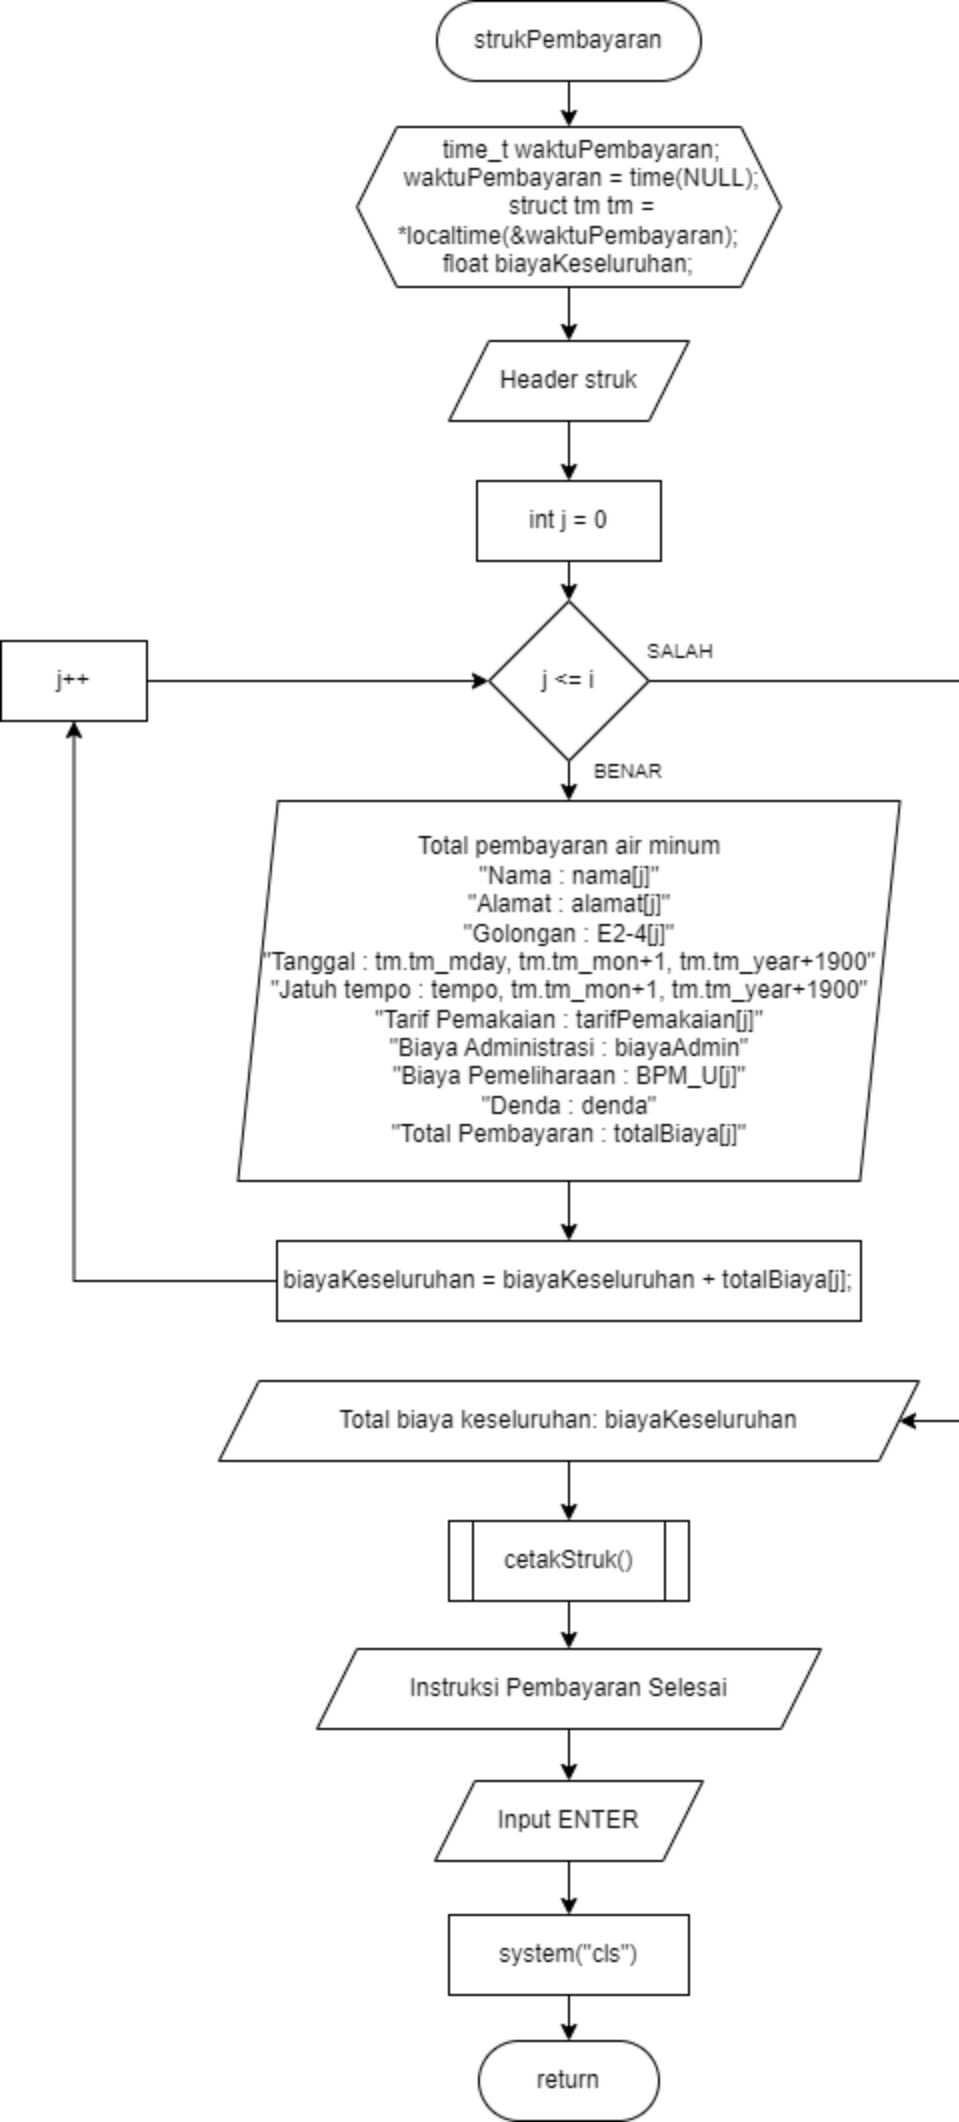 strukPembayaran
time_t waktuPembayaran;
waktuPembayaran = time(NULL);
struct tm tm =
*localtime(&waktuPembayaran);
float biayaKeseluruhan;
Header struk
int j = 0
j++
j <= i
SALAH
BENAR
Total pembayaran air minum
"Nama : nama[j]"
"Alamat : alamat[j]"
"Golongan : E2-4[j]"
"Tanggal : tm.tm_mday, tm.tm_mon+1, tm.tm_year+1900"
"Jatuh tempo : tempo, tm.tm_mon+1, tm.tm_year+1900"
"Tarif Pemakaian : tarifPemakaian[j]"
"Biaya Administrasi : biayaAdmin"
"Biaya Pemeliharaan : BPM_U[j]"
"Denda : denda"
"Total Pembayaran : totalBiaya[j]"
biayaKeseluruhan = biayaKeseluruhan + totalBiaya[j];
Total biaya keseluruhan: biayaKeseluruhan
cetakStruk()
Instruksi Pembayaran Selesai
Input ENTER
system("cls")
return